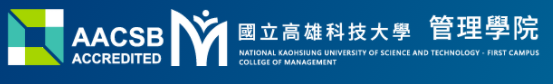 AACSB
ACCREDITED
國立高雄科技大學 管理學院
NATIONAL KAOHSIUNG UNIVERSITY OF SCIENCE AND TECHNOLOGY - FIRST CAMPUS
COLLEGE OF MANAGEMENT